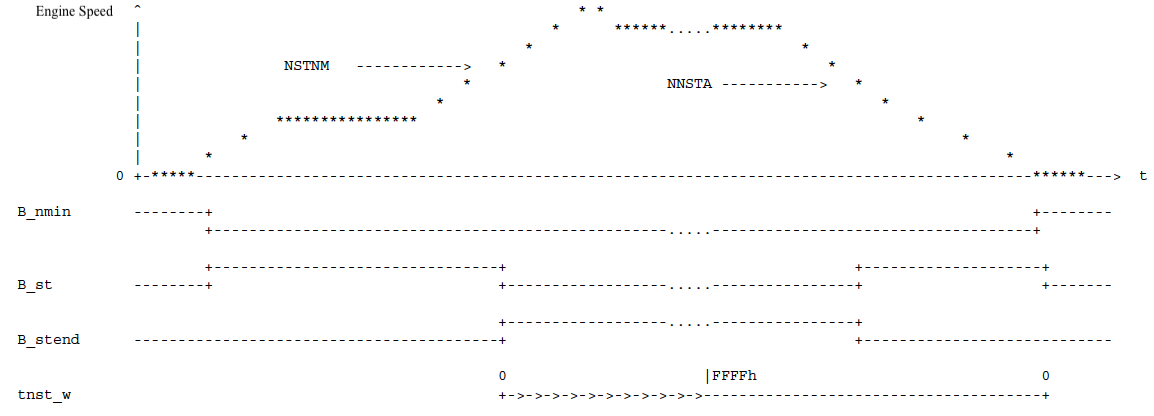 Engine Speed ^
* *
| * ******.....********
| * *
| NSTNM ------------> * *
| * NNSTA -----------> *
| * *
| **************** *
| * *
| * *
0 +-*****----------------------------------------------------------------------------------------------******---> t
B_nmin --------+ +--------
+---------------------------------------------------.....------------------------------------+
+--------------------------------+ +--------------------+
B_st --------+ +------------------.....----------------+ +-------
+------------------.....----------------+
B_stend -----------------------------------------+ +----------------------------
0 |FFFFh 0
tnst_w +->->->->->->->->->->->--------------------------------------+